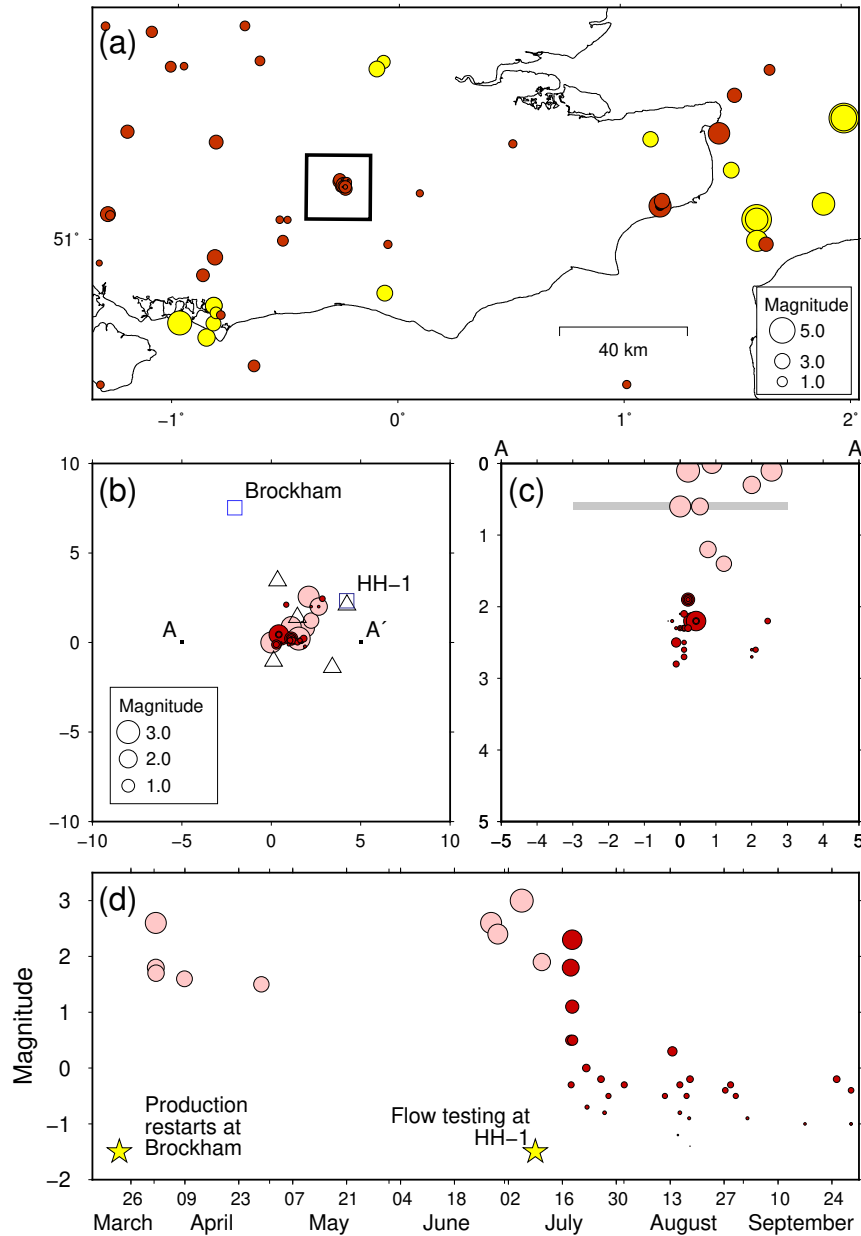 (a)
51°
40 km
Magnitude
5.0
3.0
1.0
−1°
0°
1°
2°
(b)
10
5
0
−5
−10
Brockham
HH−1
A
A´
Magnitude
3.0
2.0
1.0
−10
−5
0
5
10
A
A
(c)
0
1
2
3
4
5
−5
−4
−3
−2
−1
0
1
2
3
4
5
(d)
Magnitude
3
2
1
0
−1
−2
Production
restarts at
Brockham
Flow testing at
HH−1
26
09
23
07
21
04
18
02
16
30
13
27
10
24
March
April
May
June
July
August
September